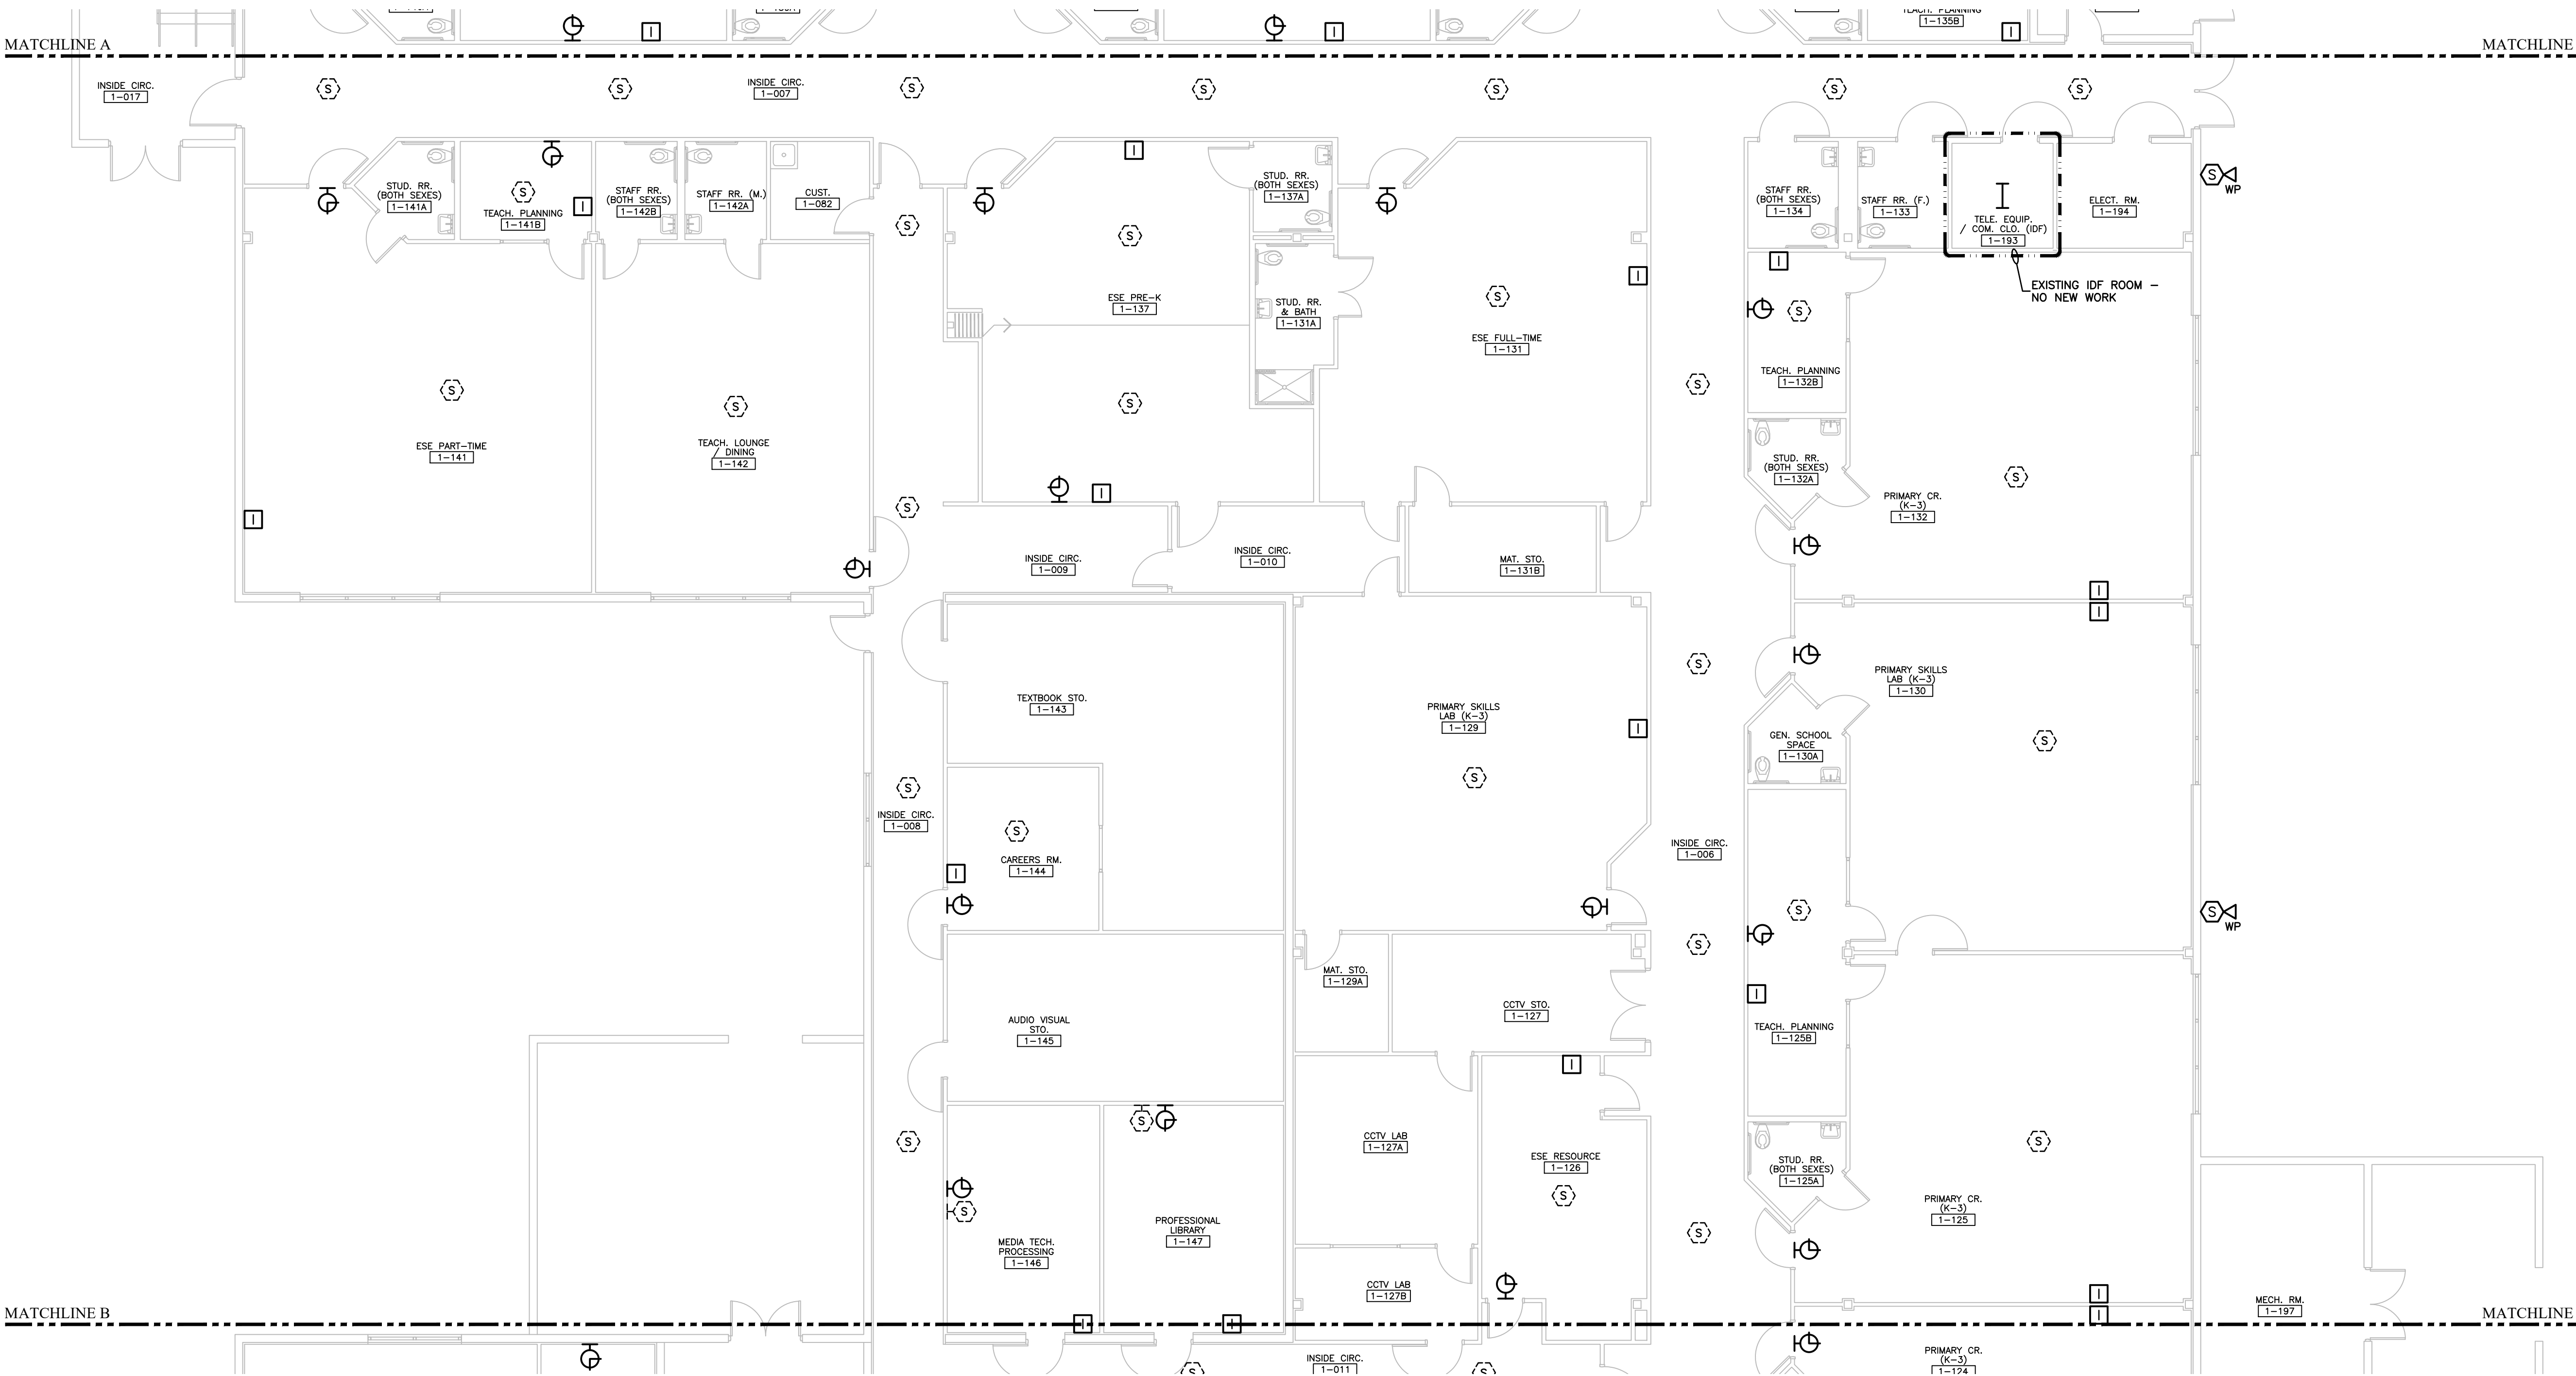 TEACH. PLANNING
1-135B
MATCHLINE A
MATCHLINE
INSIDE CIRC.
1-017
INSIDE CIRC.
1-007
S
S
S
S
S
S
S
STUD. RR.
(BOTH SEXES)
1-141A
S
TEACH. PLANNING
1-141B
STAFF RR.
(BOTH SEXES)
1-142B
STAFF RR. (M.)
1-142A
CUST.
1-082
S
STUD. RR.
(BOTH SEXES)
1-137A
S
STAFF RR.
(BOTH SEXES)
1-134
STAFF RR. (F.)
1-133
I
TELE. EQUIP.
/ COM. CLO. (IDF)
1-193
ELECT. RM.
1-194
S
WP
EXISTING IDF ROOM –
NO NEW WORK
ESE PRE-K
1-137
STUD. RR.
& BATH
1-131A
S
ESE FULL-TIME
1-131
S
TEACH. PLANNING
1-132B
S
S
S
S
ESE PART-TIME
1-141
TEACH. LOUNGE
/ DINING
1-142
STUD. RR.
(BOTH SEXES)
1-132A
S
PRIMARY CR.
(K-3)
1-132
S
INSIDE CIRC.
1-009
INSIDE CIRC.
1-010
MAT. STO.
1-131B
TEXTBOOK STO.
1-143
PRIMARY SKILLS
LAB (K-3)
1-129
S
S
PRIMARY SKILLS
LAB (K-3)
1-130
GEN. SCHOOL
SPACE
1-130A
S
S
INSIDE CIRC.
1-008
S
CAREERS RM.
1-144
INSIDE CIRC.
1-006
S
S
S
WP
MAT. STO.
1-129A
CCTV STO.
1-127
AUDIO VISUAL
STO.
1-145
TEACH. PLANNING
1-125B
S
S
CCTV LAB
1-127A
ESE RESOURCE
1-126
S
STUD. RR.
(BOTH SEXES)
1-125A
S
S
PROFESSIONAL
LIBRARY
1-147
S
MEDIA TECH.
PROCESSING
1-146
PRIMARY CR.
(K-3)
1-125
CCTV LAB
1-127B
MECH. RM.
1-197
MATCHLINE B
MATCHLINE
INSIDE CIRC.
1-011
S
S
PRIMARY CR.
(K-3)
1-124